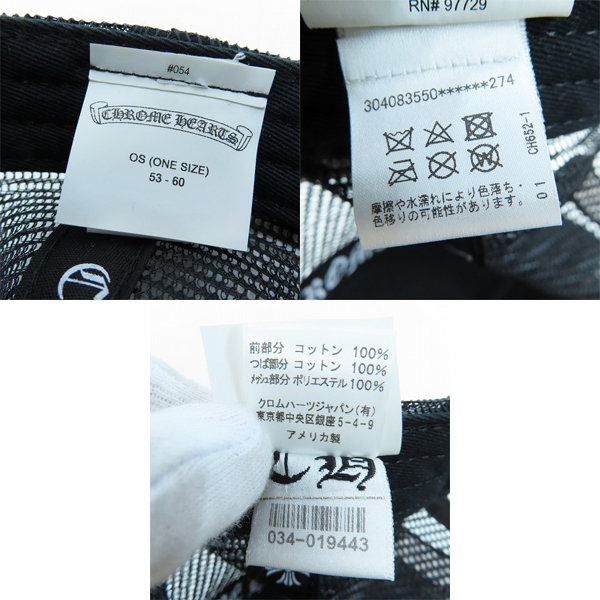 #054
CHROME HEARTS
OS (ONE SIZE)
53 - 60
C
RN# 97729
304083550******274
CH652-1
摩擦や水濡れにより色落ち・
色移りの可能性があります。
01
前部分 コットン 100%
つば部分 コットン 100%
メッシュ部分 ポリエステル 100%
クロムハーツジャパン(有)
東京都中央区銀座5-4-9
アメリカ製
CH
034-019443